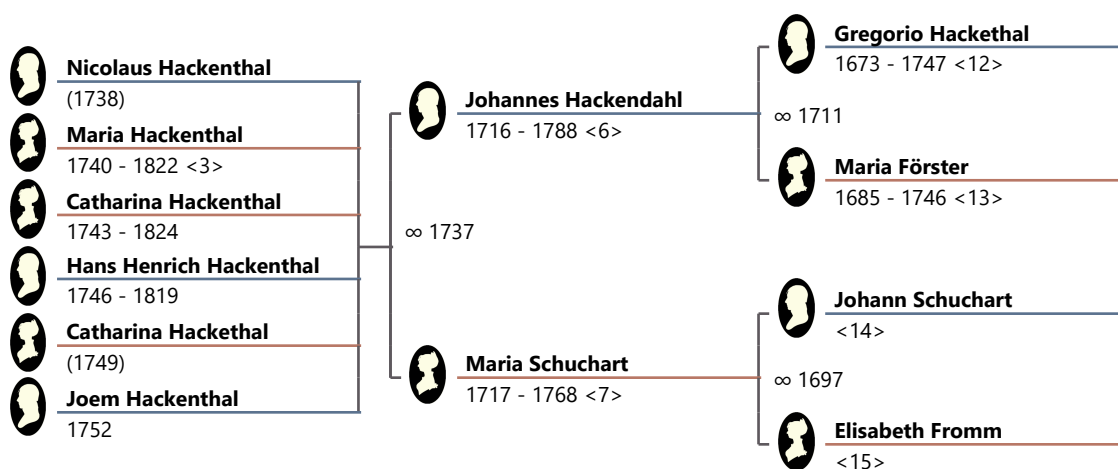 Nicolaus Hackenthal
(1738)
Maria Hackenthal
1740 - 1822 <3>
Catharina Hackenthal
1743 - 1824
Hans Henrich Hackenthal
1746 - 1819
Catharina Hackethal
(1749)
Joem Hackenthal
1752
Johannes Hackendahl
1716 - 1788 <6>
∞ 1737
Maria Schuchart
1717 - 1768 <7>
Gregorio Hackethal
1673 - 1747 <12>
∞ 1711
Maria Förster
1685 - 1746 <13>
Johann Schuchart
<14>
∞ 1697
Elisabeth Fromm
<15>